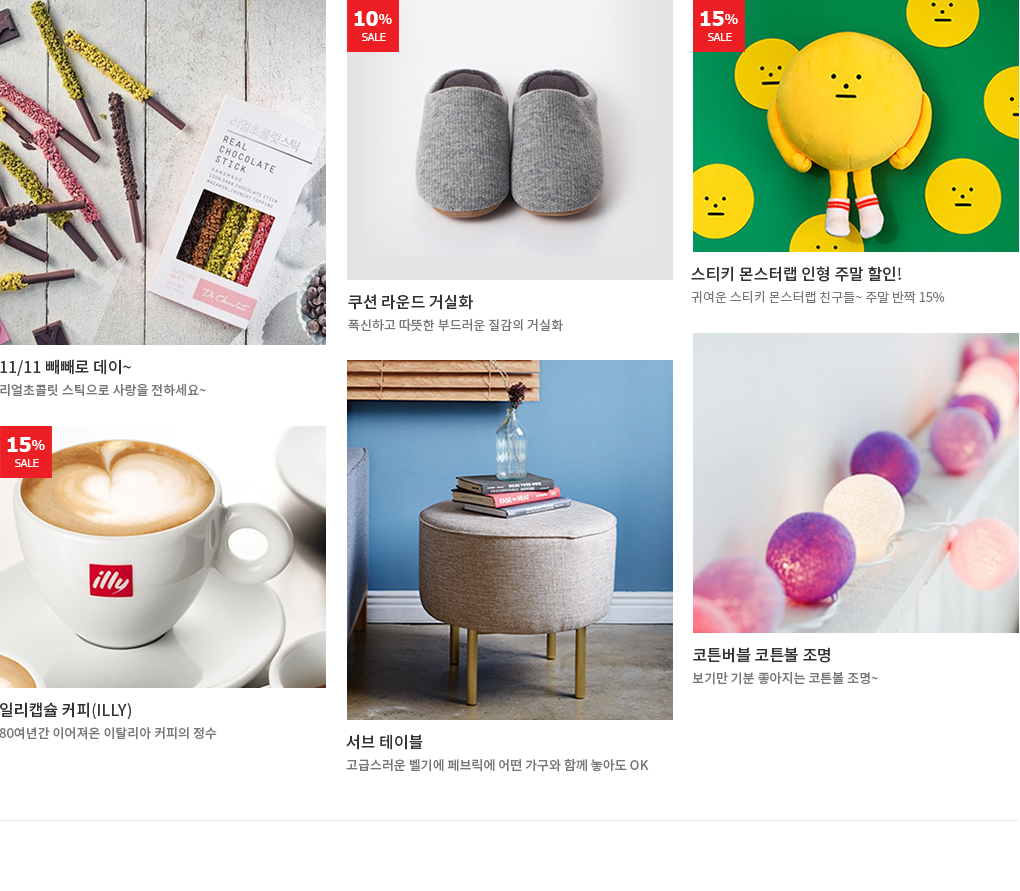 리얼초콜릿스틱
REAL
CHOCOLATE
STICK
HANDMADE
Dr. Chocolate
11/11 빼빼로 데이~
리얼초콜릿 스틱으로 사랑을 전하세요~
15%
SALE
illy
일리캡슐 커피(ILLY)
80여년간 이어져온 이탈리아 커피의 정수
10%
SALE
쿠션 라운드 거실화
폭신하고 따뜻한 부드러운 질감의 거실화
서브 테이블
고급스러운 벨기에 페브릭에 어떤 가구와 함께 놓아도 OK
15%
SALE
스티키 몬스터랩 인형 주말 할인!
귀여운 스티키 몬스터랩 친구들~ 주말 반짝 15%
코튼버블 코튼볼 조명
보기만 기분 좋아지는 코튼볼 조명~